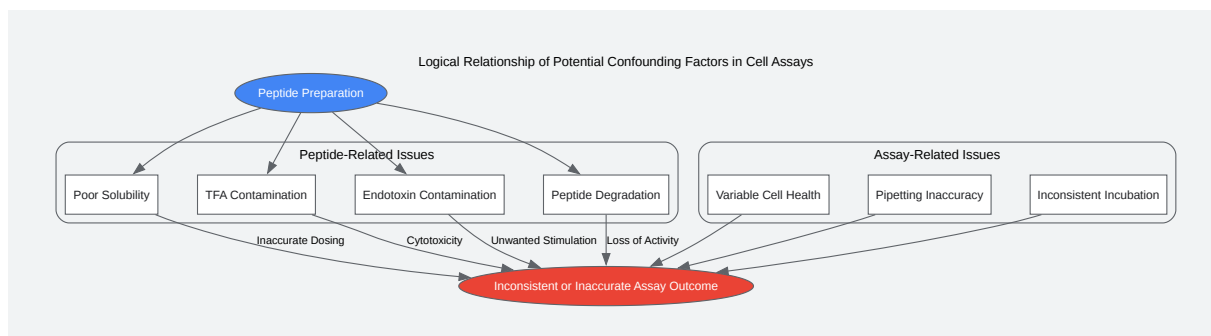 Logical Relationship of Potential Confounding Factors in Cell Assays
Peptide Preparation
Peptide-Related Issues
Assay-Related Issues
Poor Solubility
TFA Contamination
Endotoxin Contamination
Peptide Degradation
Variable Cell Health
Pipetting Inaccuracy
Inconsistent Incubation
Inaccurate Dosing
Cytotoxicity
Unwanted Stimulation
Loss of Activity
Inconsistent or Inaccurate Assay Outcome